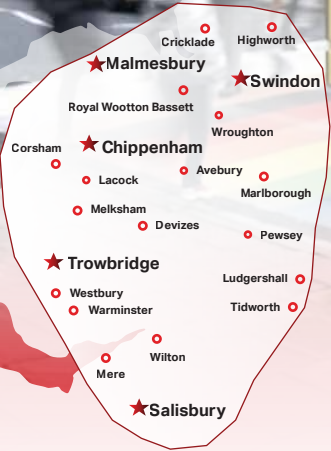 Cricklade
Highworth
Malmesbury
Swindon
Royal Wootton Bassett
Wroughton
Corsham
Chippenham
Avebury
Lacock
Marlborough
Melksham
Devizes
Pewsey
Trowbridge
Ludgershall
Westbury
Tidworth
Warminster
Wilton
Mere
Salisbury